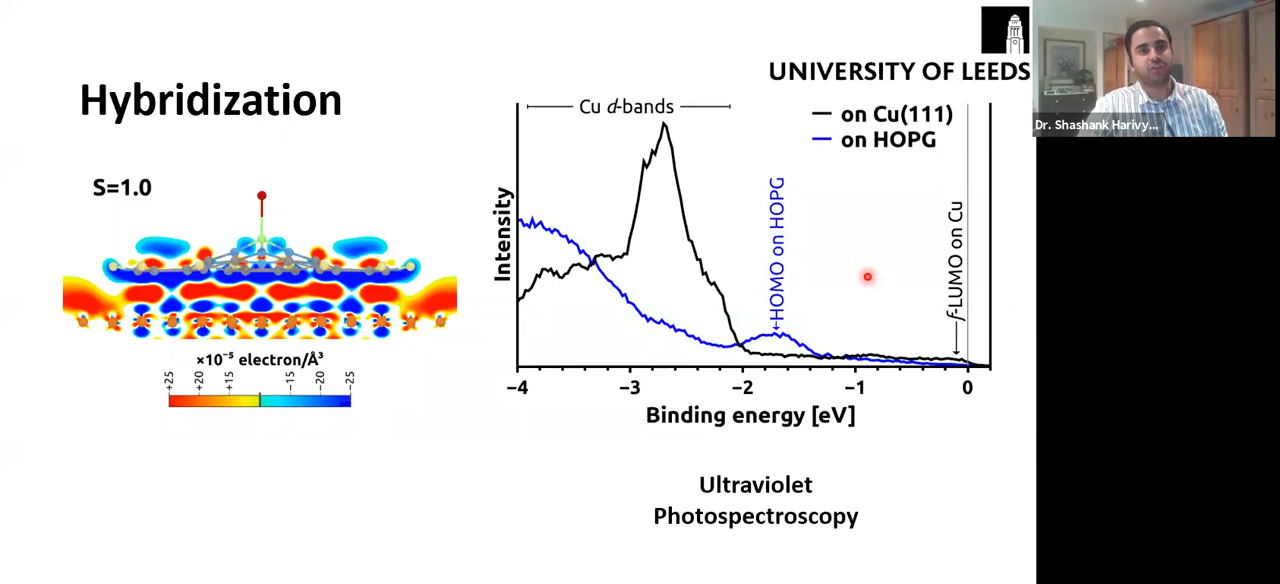 UNIVERSITY OF LEEDS
Dr. Shashank Harivy...
Hybridization
S=1.0
×10⁻⁵ electron/Å³
+25 +20 +15 −15 −20 −25
Cu d-bands
on Cu(111)
on HOPG
Intensity
←HOMO on HOPG
f-LUMO on Cu
−4 −3 −2 −1 0
Binding energy [eV]
Ultraviolet
Photospectroscopy